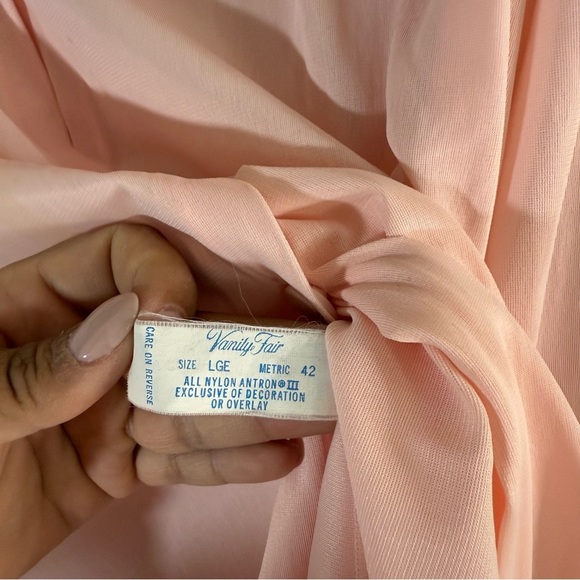 Vanity Fair
SIZE LGE METRIC 42
ALL NYLON ANTRON® III
EXCLUSIVE OF DECORATION
OR OVERLAY
CARE ON REVERSE